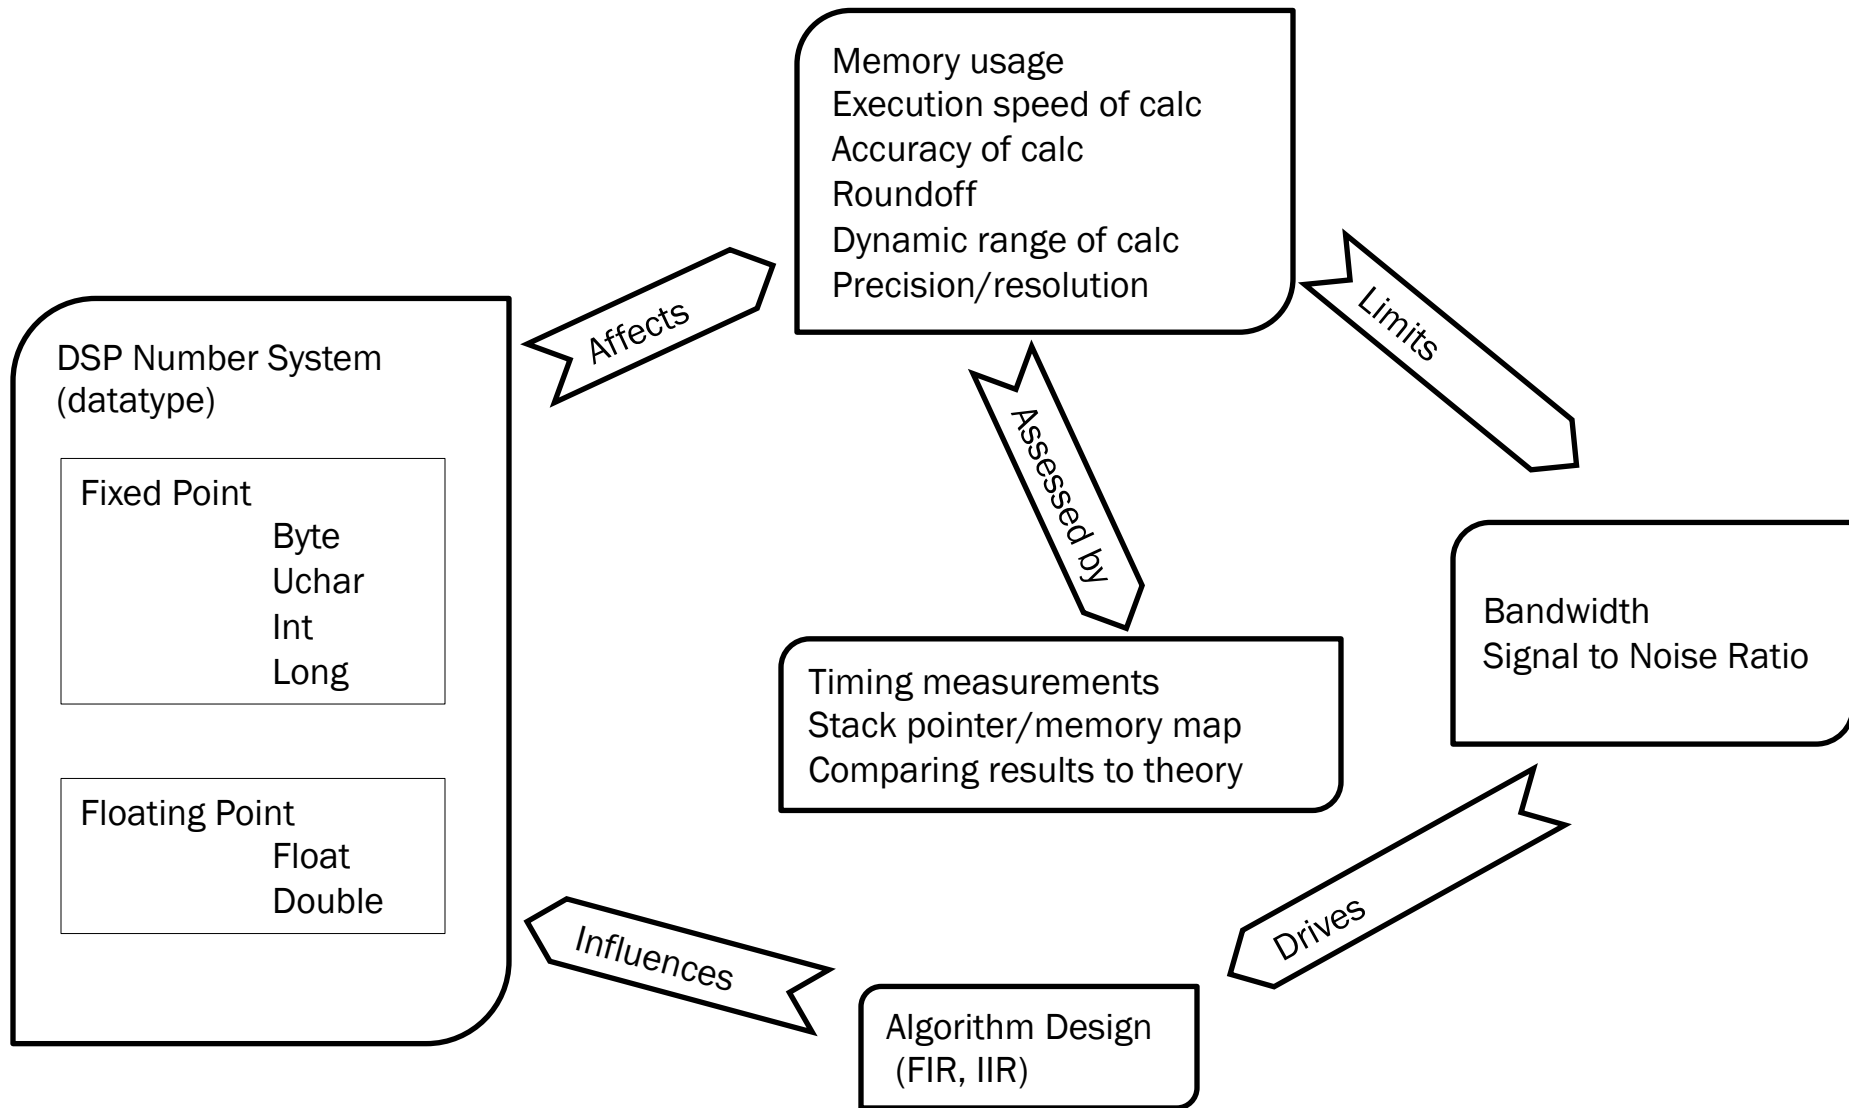 Memory usage
Execution speed of calc
Accuracy of calc
Roundoff
Dynamic range of calc
Precision/resolution
Affects
Limits
Assessed by
DSP Number System
(datatype)
Fixed Point
Byte
Uchar
Int
Long
Floating Point
Float
Double
Timing measurements
Stack pointer/memory map
Comparing results to theory
Bandwidth
Signal to Noise Ratio
Drives
Influences
Algorithm Design
(FIR, IIR)